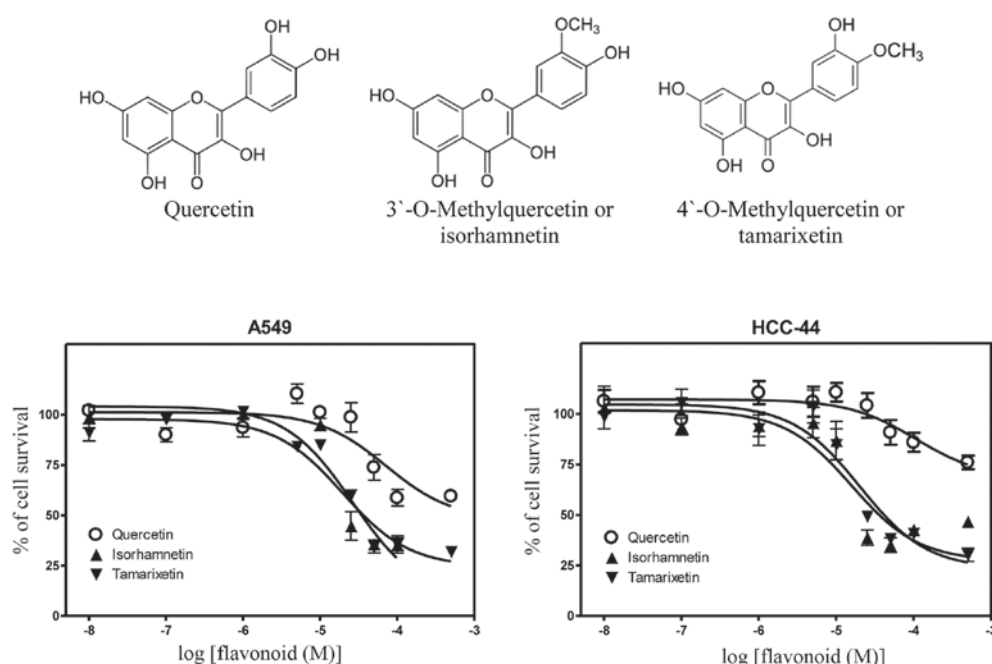 OH
OH
HO
O
OH
OH
O
Quercetin
OCH3
OH
HO
O
OH
OH
O
3`-O-Methylquercetin or
isorhamnetin
OH
OCH3
HO
O
OH
OH
O
4`-O-Methylquercetin or
tamarixetin
A549
% of cell survival
100
75
50
25
0
Quercetin
Isorhamnetin
Tamarixetin
-8 -7 -6 -5 -4 -3
log [flavonoid (M)]
HCC-44
% of cell survival
100
75
50
25
0
Quercetin
Isorhamnetin
Tamarixetin
-8 -7 -6 -5 -4 -3
log [flavonoid (M)]